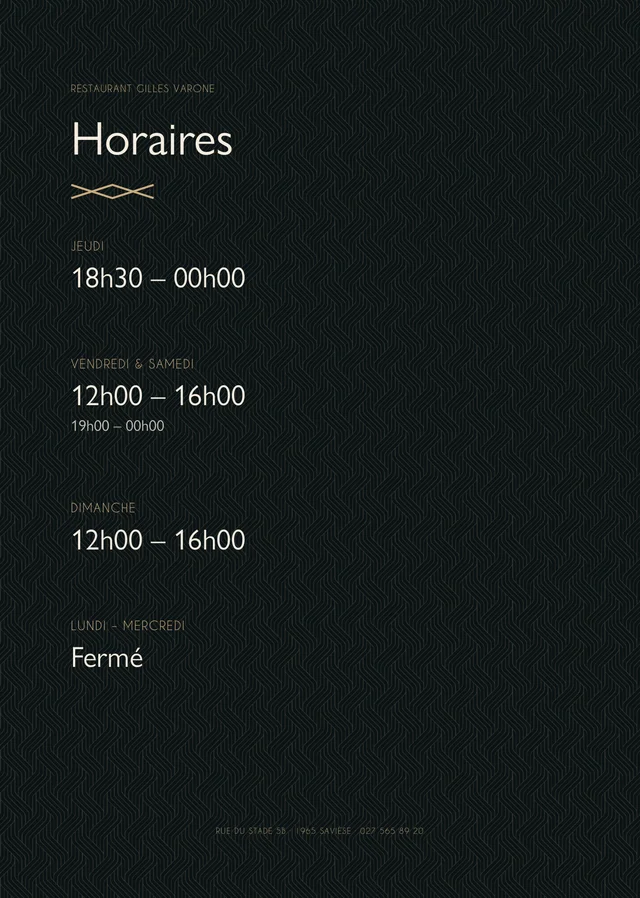 RESTAURANT GILLES VARONE
Horaires
JEUDI
18h30 – 00h00
VENDREDI & SAMEDI
12h00 – 16h00
19h00 – 00h00
DIMANCHE
12h00 – 16h00
LUNDI – MERCREDI
Fermé
RUE DU STADE 5B · 1965 SAVIÈSE · 027 565 89 20